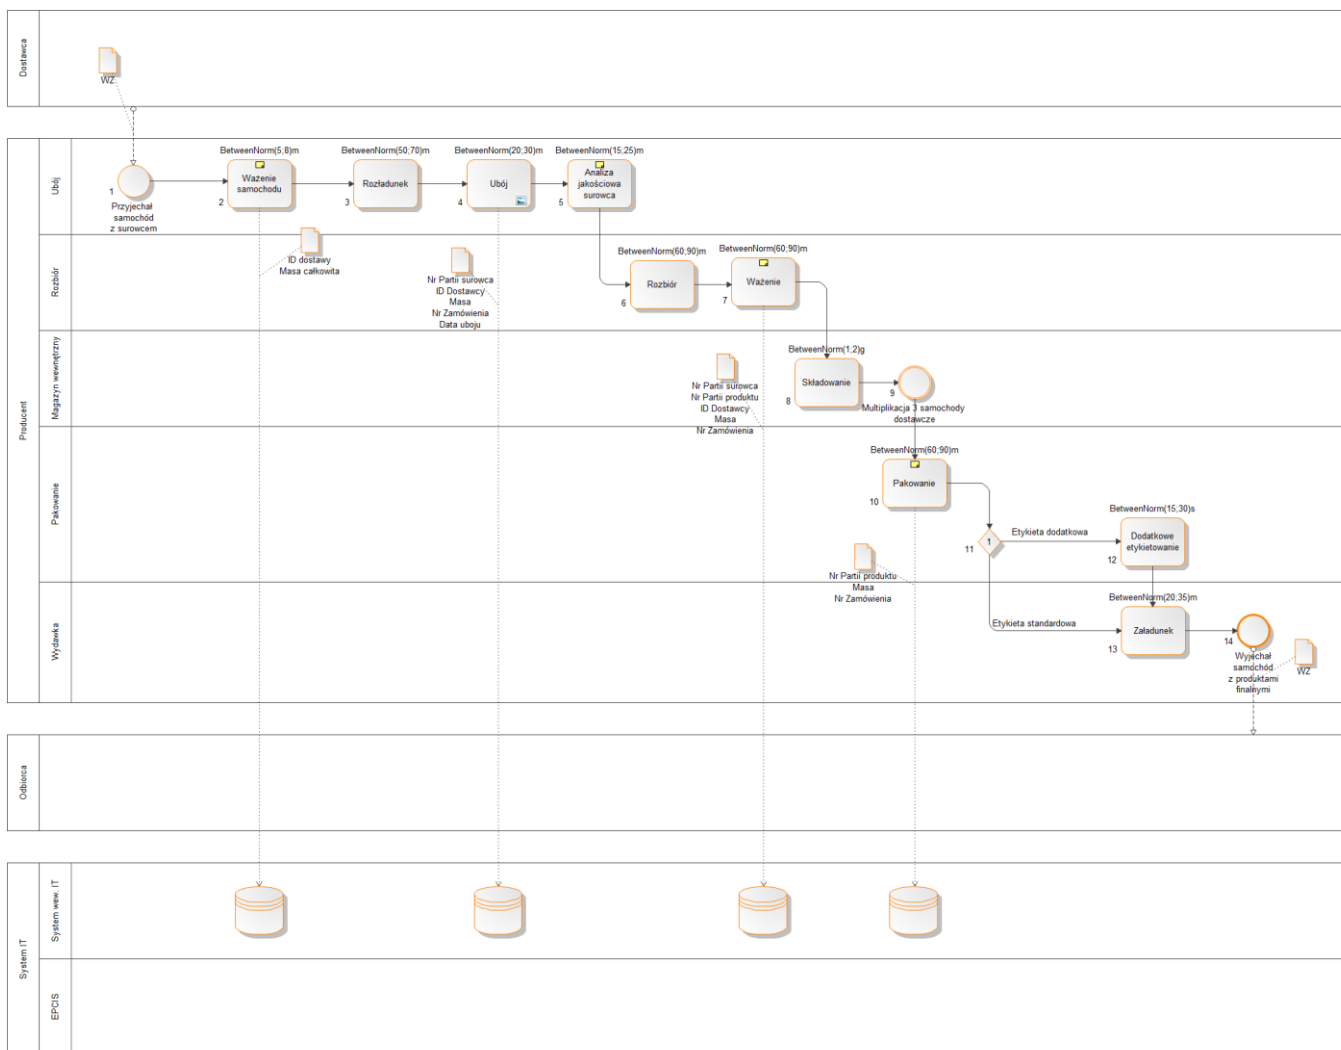 Dostawca
WZ
Producent
Ubój
1
Przyjechał
samochód
z surowcem
BetweenNorm(5;8)m
Ważenie
samochodu
2
BetweenNorm(50;70)m
Rozładunek
3
BetweenNorm(20;30)m
Ubój
4
BetweenNorm(15;25)m
Analiza
jakościowa
surowca
5
ID dostawy
Masa całkowita
Rozbiór
Nr Partii surowca
ID Dostawcy
Masa
Nr Zamówienia
Data uboju
BetweenNorm(60;90)m
Rozbiór
6
BetweenNorm(60;90)m
Ważenie
7
Magazyn wewnętrzny
Nr Partii surowca
Nr Partii produktu
ID Dostawcy
Masa
Nr Zamówienia
BetweenNorm(1;2)g
Składowanie
8
9
Multiplikacja 3 samochody
dostawcze
Pakowanie
BetweenNorm(60;90)m
Pakowanie
10
Nr Partii produktu
Masa
Nr Zamówienia
11
1
Etykieta dodatkowa
BetweenNorm(15;30)s
Dodatkowe
etykietowanie
12
Wydawka
Etykieta standardowa
BetweenNorm(20;35)m
Załadunek
13
14
Wyjechał
samochód
z produktami
finalnymi
WZ
Odbiorca
System IT
System wew. IT
EPCIS